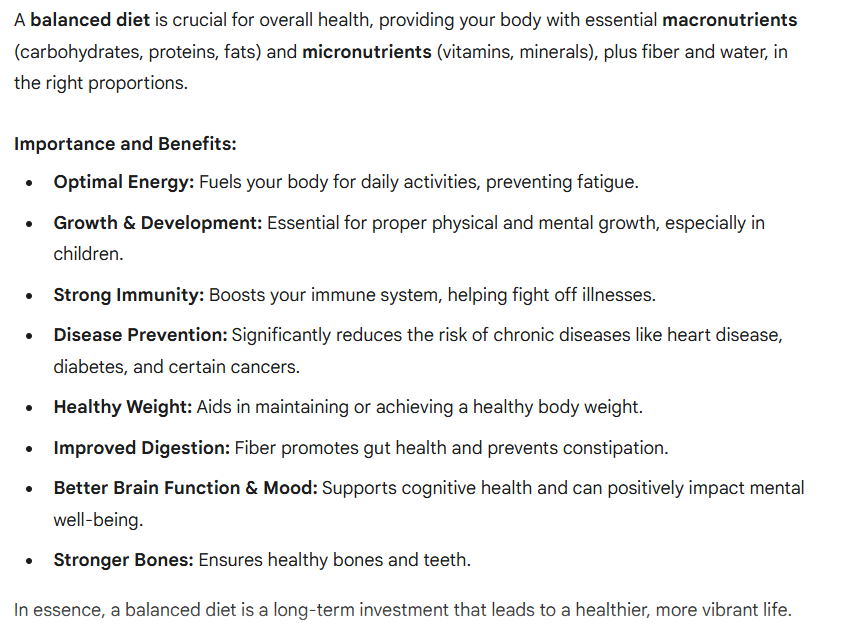 A balanced diet is crucial for overall health, providing your body with essential macronutrients
(carbohydrates, proteins, fats) and micronutrients (vitamins, minerals), plus fiber and water, in
the right proportions.
Importance and Benefits:
• Optimal Energy: Fuels your body for daily activities, preventing fatigue.
• Growth & Development: Essential for proper physical and mental growth, especially in
children.
• Strong Immunity: Boosts your immune system, helping fight off illnesses.
• Disease Prevention: Significantly reduces the risk of chronic diseases like heart disease,
diabetes, and certain cancers.
• Healthy Weight: Aids in maintaining or achieving a healthy body weight.
• Improved Digestion: Fiber promotes gut health and prevents constipation.
• Better Brain Function & Mood: Supports cognitive health and can positively impact mental
well-being.
• Stronger Bones: Ensures healthy bones and teeth.
In essence, a balanced diet is a long-term investment that leads to a healthier, more vibrant life.